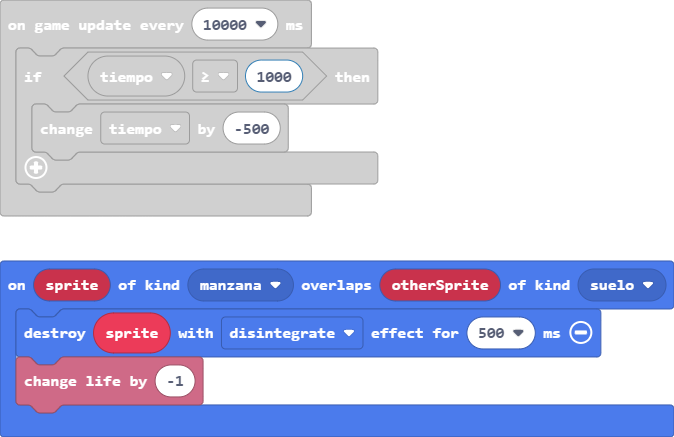 on game update every 10000 ms
if tiempo ≥ 1000 then
change tiempo by -500
on sprite of kind manzana overlaps otherSprite of kind suelo
destroy sprite with disintegrate effect for 500 ms
change life by -1